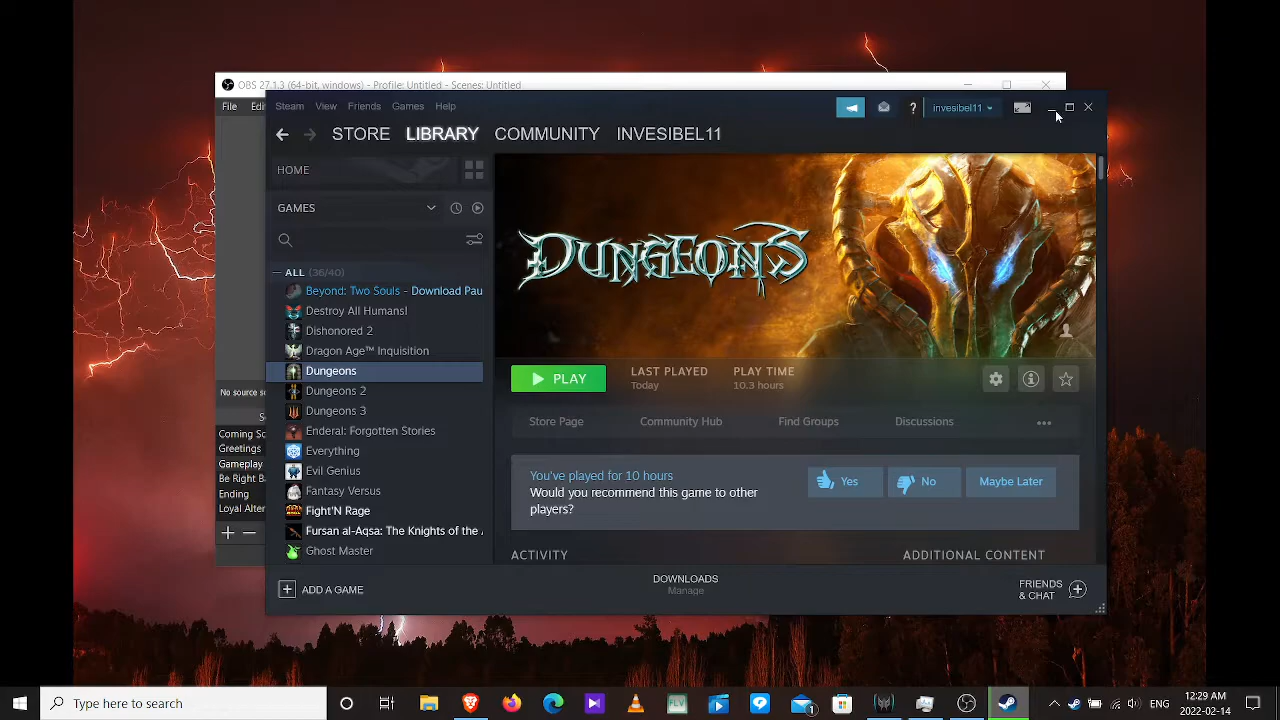 OBS 27.1.3 (64-bit, windows) - Profile: Untitled - Scenes: Untitled
File Edi
Steam View Friends Games Help
invesibel11
STORE LIBRARY COMMUNITY INVESIBEL11
HOME
GAMES
ALL (36/40)
Beyond: Two Souls - Download Pau
Destroy All Humans!
Dishonored 2
Dragon Age™ Inquisition
Dungeons
Dungeons 2
Dungeons 3
Enderal: Forgotten Stories
Everything
Evil Genius
Fantasy Versus
Fight'N Rage
Fursan al-Aqsa: The Knights of the
Ghost Master
DUNGEONS
PLAY
LAST PLAYED
Today
PLAY TIME
10.3 hours
Store Page Community Hub Find Groups Discussions
You've played for 10 hours
Would you recommend this game to other
players?
Yes No Maybe Later
ACTIVITY
ADDITIONAL CONTENT
ADD A GAME
DOWNLOADS
Manage
FRIENDS
& CHAT
No source se
S
Coming So
Greetings
Gameplay
Be Right B
Ending
Loyal Alter
Type here to search
FLV
1
ENG
12:29 AM
2022-02-14